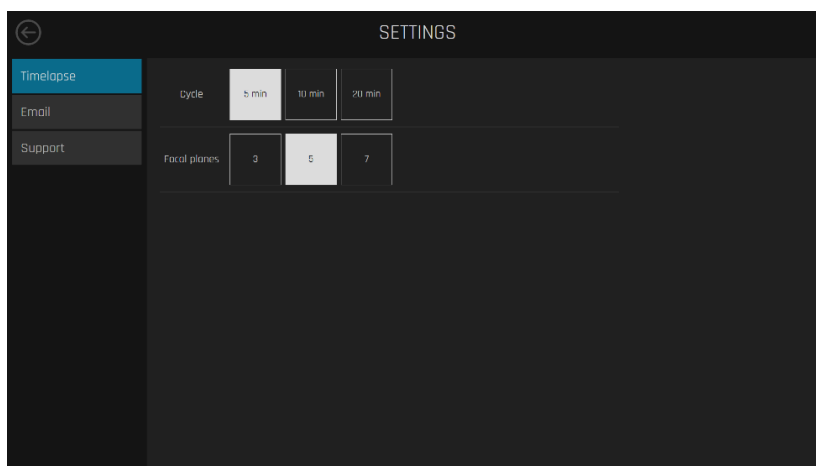 SETTINGS
Timelapse
Email
Support
Cycle 5 min 10 min 20 min
Focal planes 3 5 7